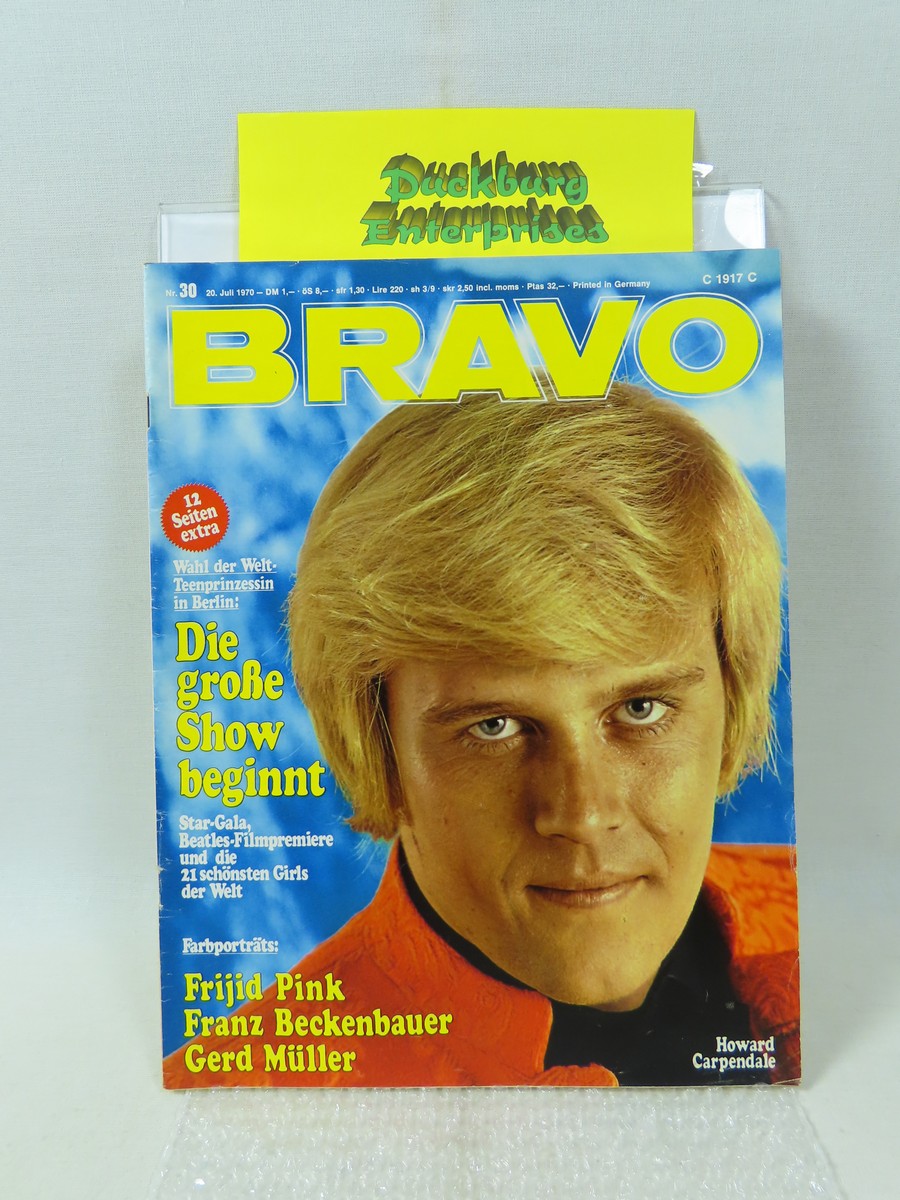 Duckburg
Enterprises
Nr. 30 20. Juli 1970 – DM 1,– · öS 8,– · sfr 1,30 · Lire 220 · sh 3/9 · skr 2,50 incl. moms · Ptas 32,– · Printed in Germany
C 1917 C
BRAVO
12
Seiten
extra
Wahl der Welt-
Teenprinzessin
in Berlin:
Die
große
Show
beginnt
Star-Gala,
Beatles-Filmpremiere
und die
21 schönsten Girls
der Welt
Farbporträts:
Frijid Pink
Franz Beckenbauer
Gerd Müller
Howard
Carpendale